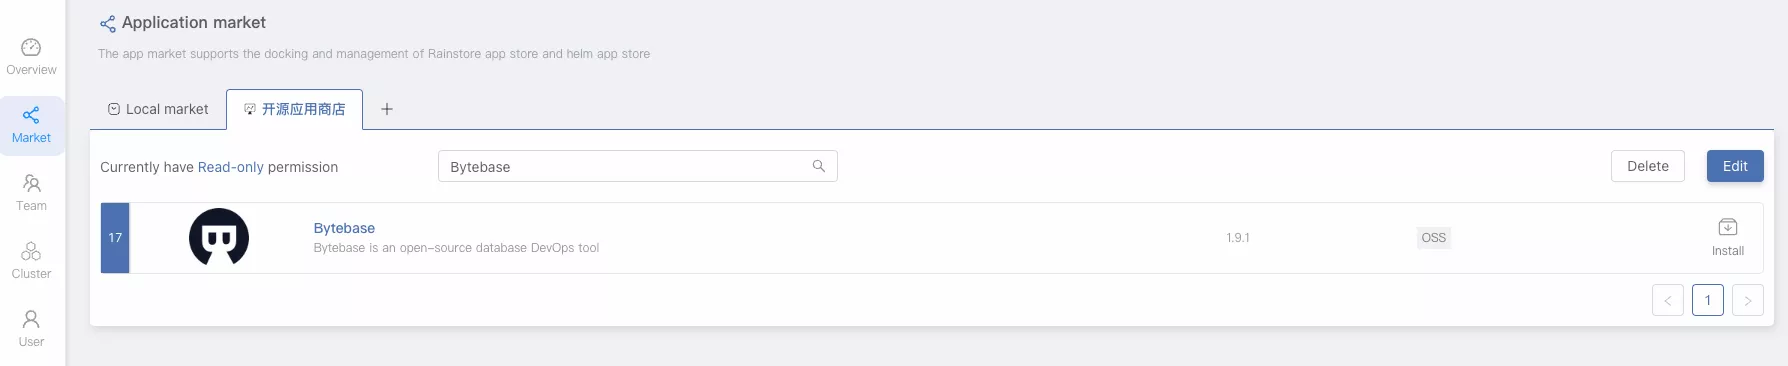 Application market
The app market supports the docking and management of Rainstore app store and helm app store
Overview
Market
Team
Cluster
User
Local market
开源应用商店
Currently have Read-only permission
Bytebase
Delete
Edit
17
Bytebase
Bytebase is an open-source database DevOps tool
1.9.1
OSS
Install
< 1 >